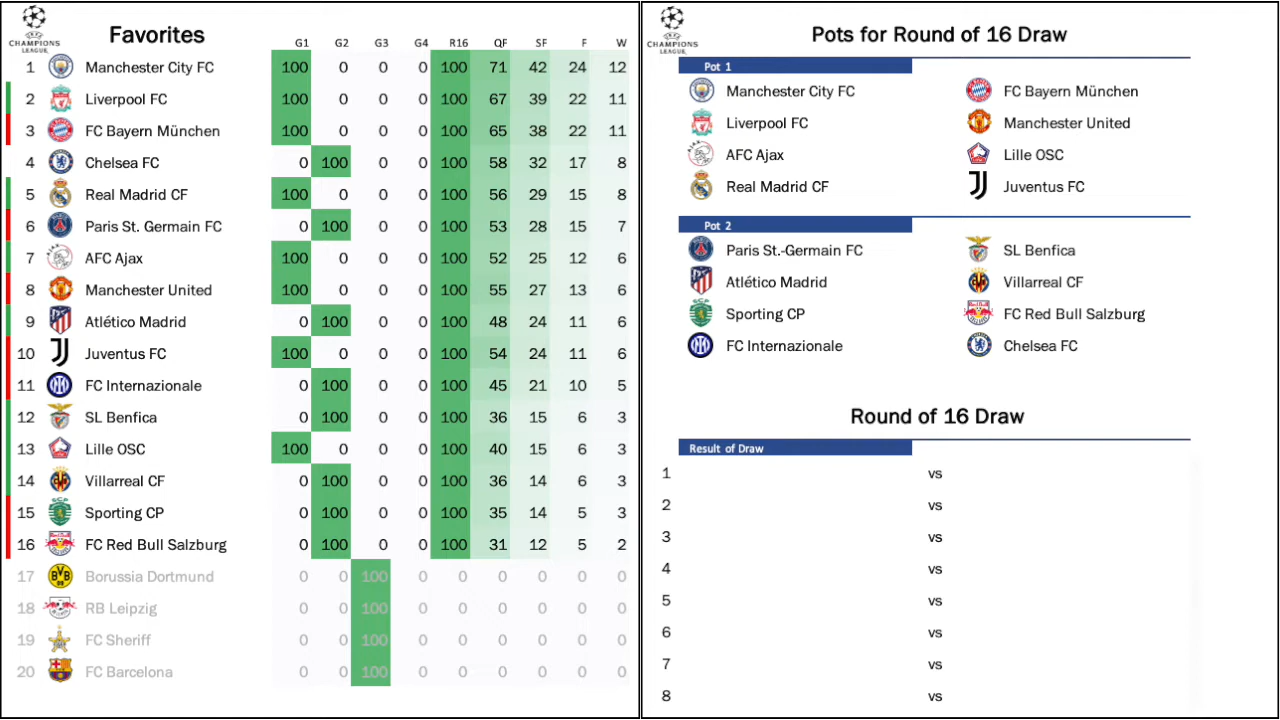 CHAMPIONS
LEAGUE.
Favorites
G1 G2 G3 G4 R16 QF SF F W
1 Manchester City FC 100 0 0 0 100 71 42 24 12
2 Liverpool FC 100 0 0 0 100 67 39 22 11
3 FC Bayern München 100 0 0 0 100 65 38 22 11
4 Chelsea FC 0 100 0 0 100 58 32 17 8
5 Real Madrid CF 100 0 0 0 100 56 29 15 8
6 Paris St. Germain FC 0 100 0 0 100 53 28 15 7
7 AFC Ajax 100 0 0 0 100 52 25 12 6
8 Manchester United 100 0 0 0 100 55 27 13 6
9 Atlético Madrid 0 100 0 0 100 48 24 11 6
10 Juventus FC 100 0 0 0 100 54 24 11 6
11 FC Internazionale 0 100 0 0 100 45 21 10 5
12 SL Benfica 0 100 0 0 100 36 15 6 3
13 Lille OSC 100 0 0 0 100 40 15 6 3
14 Villarreal CF 0 100 0 0 100 36 14 6 3
15 Sporting CP 0 100 0 0 100 35 14 5 3
16 FC Red Bull Salzburg 0 100 0 0 100 31 12 5 2
17 Borussia Dortmund 0 0 100 0 0 0 0 0 0
18 RB Leipzig 0 0 100 0 0 0 0 0 0
19 FC Sheriff 0 0 100 0 0 0 0 0 0
20 FC Barcelona 0 0 100 0 0 0 0 0 0
CHAMPIONS
LEAGUE.
Pots for Round of 16 Draw
Pot 1
Manchester City FC FC Bayern München
Liverpool FC Manchester United
AFC Ajax Lille OSC
Real Madrid CF Juventus FC
Pot 2
Paris St.-Germain FC SL Benfica
Atlético Madrid Villarreal CF
Sporting CP FC Red Bull Salzburg
FC Internazionale Chelsea FC
Round of 16 Draw
Result of Draw
1 vs
2 vs
3 vs
4 vs
5 vs
6 vs
7 vs
8 vs